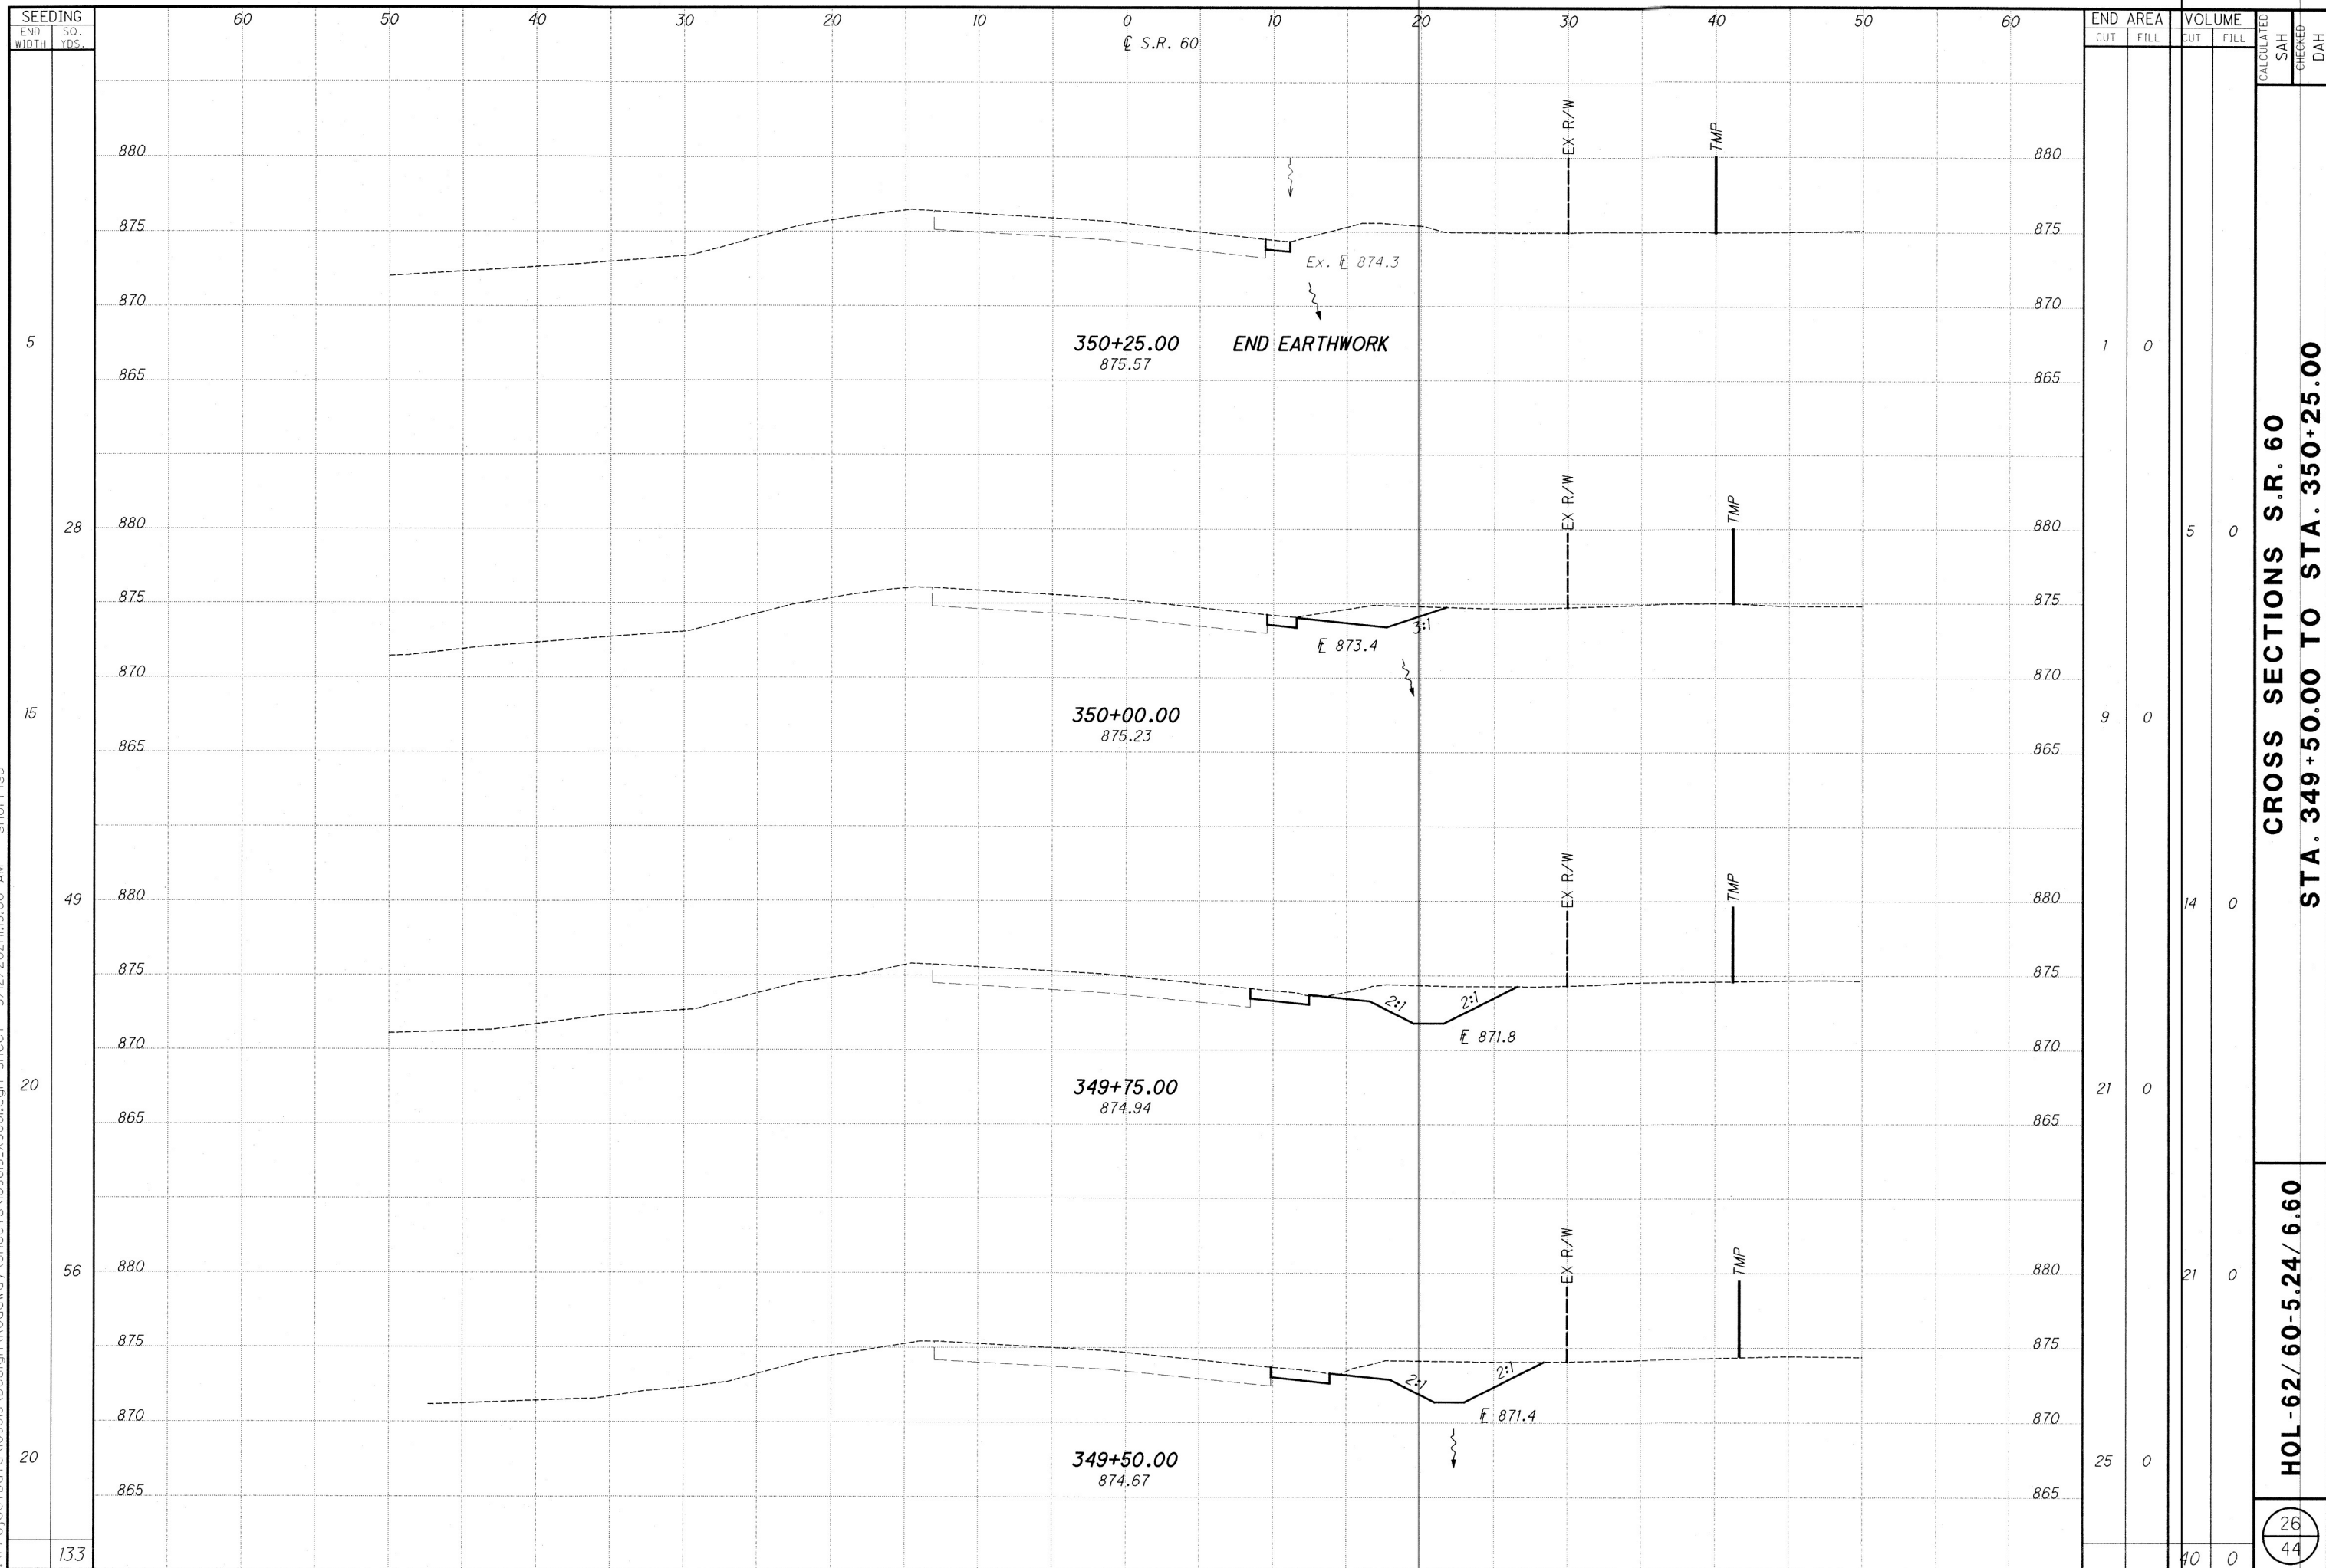 SEEDING
END WIDTH
SQ. YDS.
60 50 40 30 20 10 0 10 20 30 40 50 60
℄ S.R. 60
END AREA
CUT FILL
VOLUME
CUT FILL
CALCULATED
SAH
CHECKED
DAH
EX R/W
TMP
880 880
875 875
Ex. F̵L 874.3
870 870
5
350+25.00 END EARTHWORK
875.57
1 0
865 865
EX R/W
TMP
28
880 880
5 0
875 875
3:1
F̵L 873.4
870 870
15
350+00.00
875.23
9 0
865 865
EX R/W
TMP
49
880 880
14 0
875 875
2:1 2:1
F̵L 871.8
870 870
20
349+75.00
874.94
21 0
865 865
EX R/W
TMP
56
880 880
21 0
875 875
2:1 2:1
F̵L 871.4
870 870
20
349+50.00
874.67
25 0
865 865
133
40 0
CROSS SECTIONS S.R. 60
STA. 349+50.00 TO STA. 350+25.00
HOL-62/60-5.24/6.60
26
44